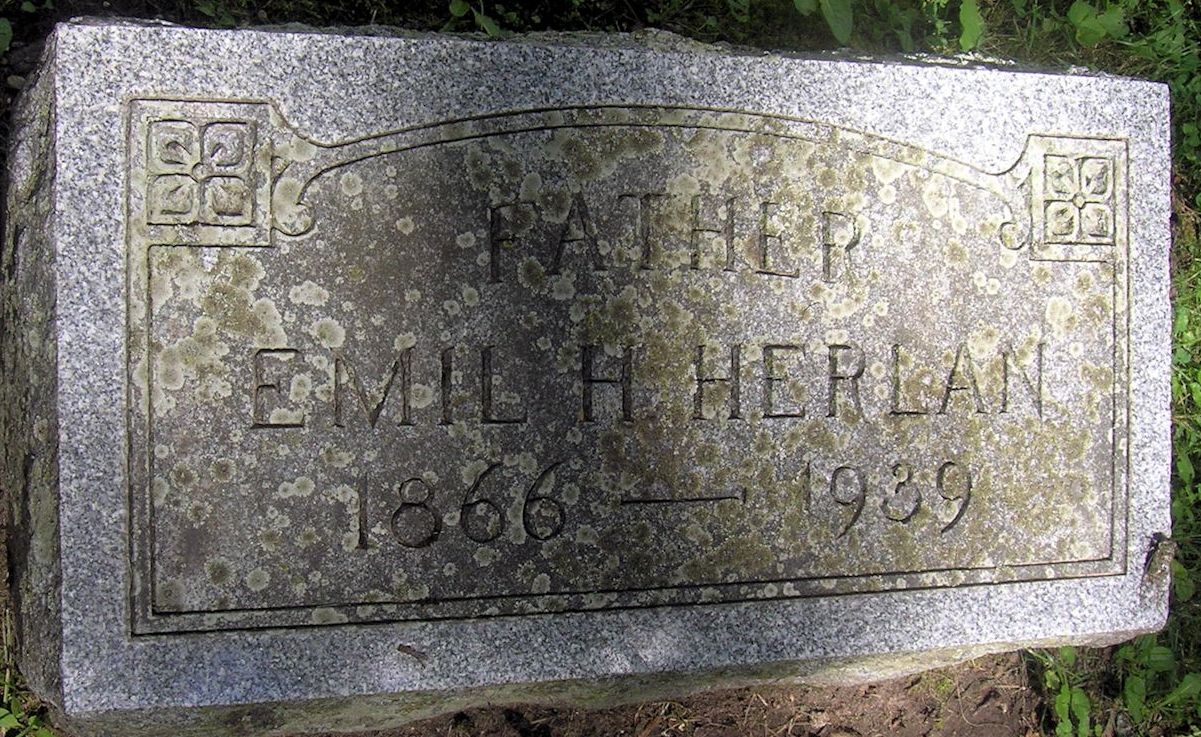 FATHER
EMIL H. HERLAN
1866 — 1939